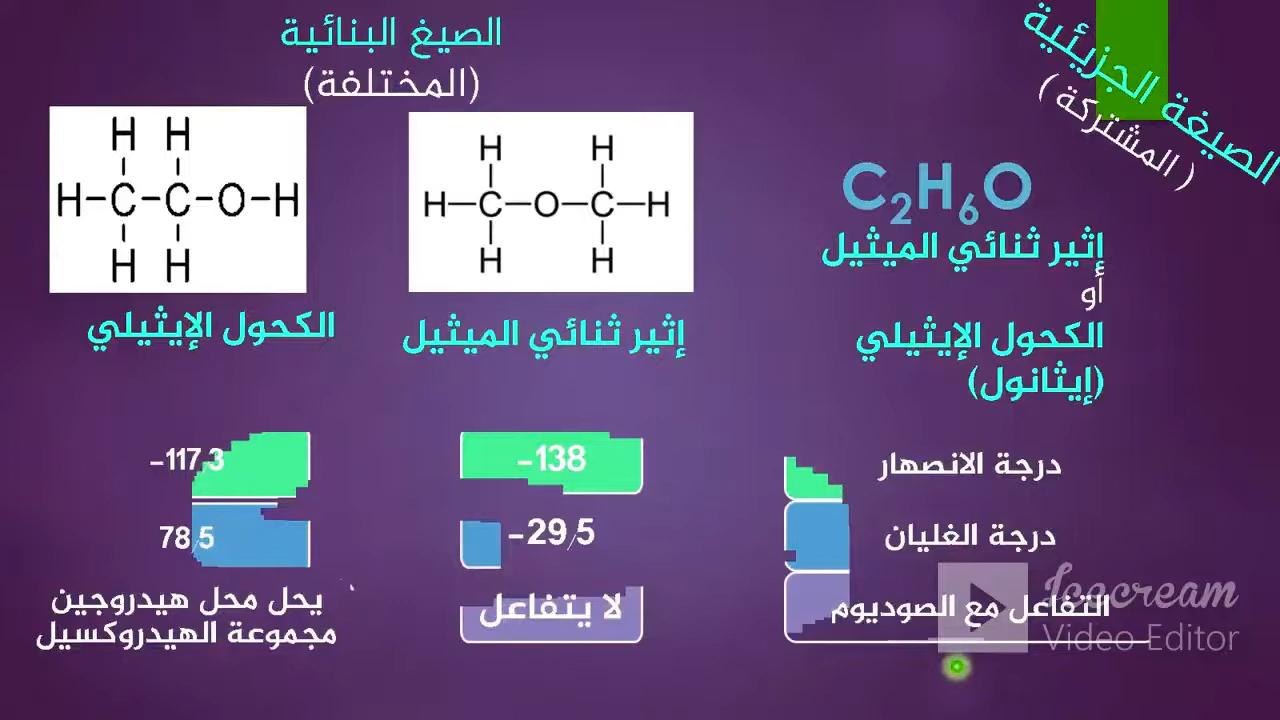 الصيغة الجزيئية
( المشتركة )
الصيغ البنائية
(المختلفة)
C₂H₆O
إثير ثنائي الميثيل
أو
الكحول الإيثيلي
(إيثانول)
H H
H-C-O-C-H
H H
إثير ثنائي الميثيل
H H
H-C-C-O-H
H H
الكحول الإيثيلي
درجة الانصهار -138 -117,3
درجة الغليان -29,5 78,5
التفاعل مع الصوديوم لا يتفاعل يحل محل هيدروجين
مجموعة الهيدروكسيل
Icecream
Video Editor